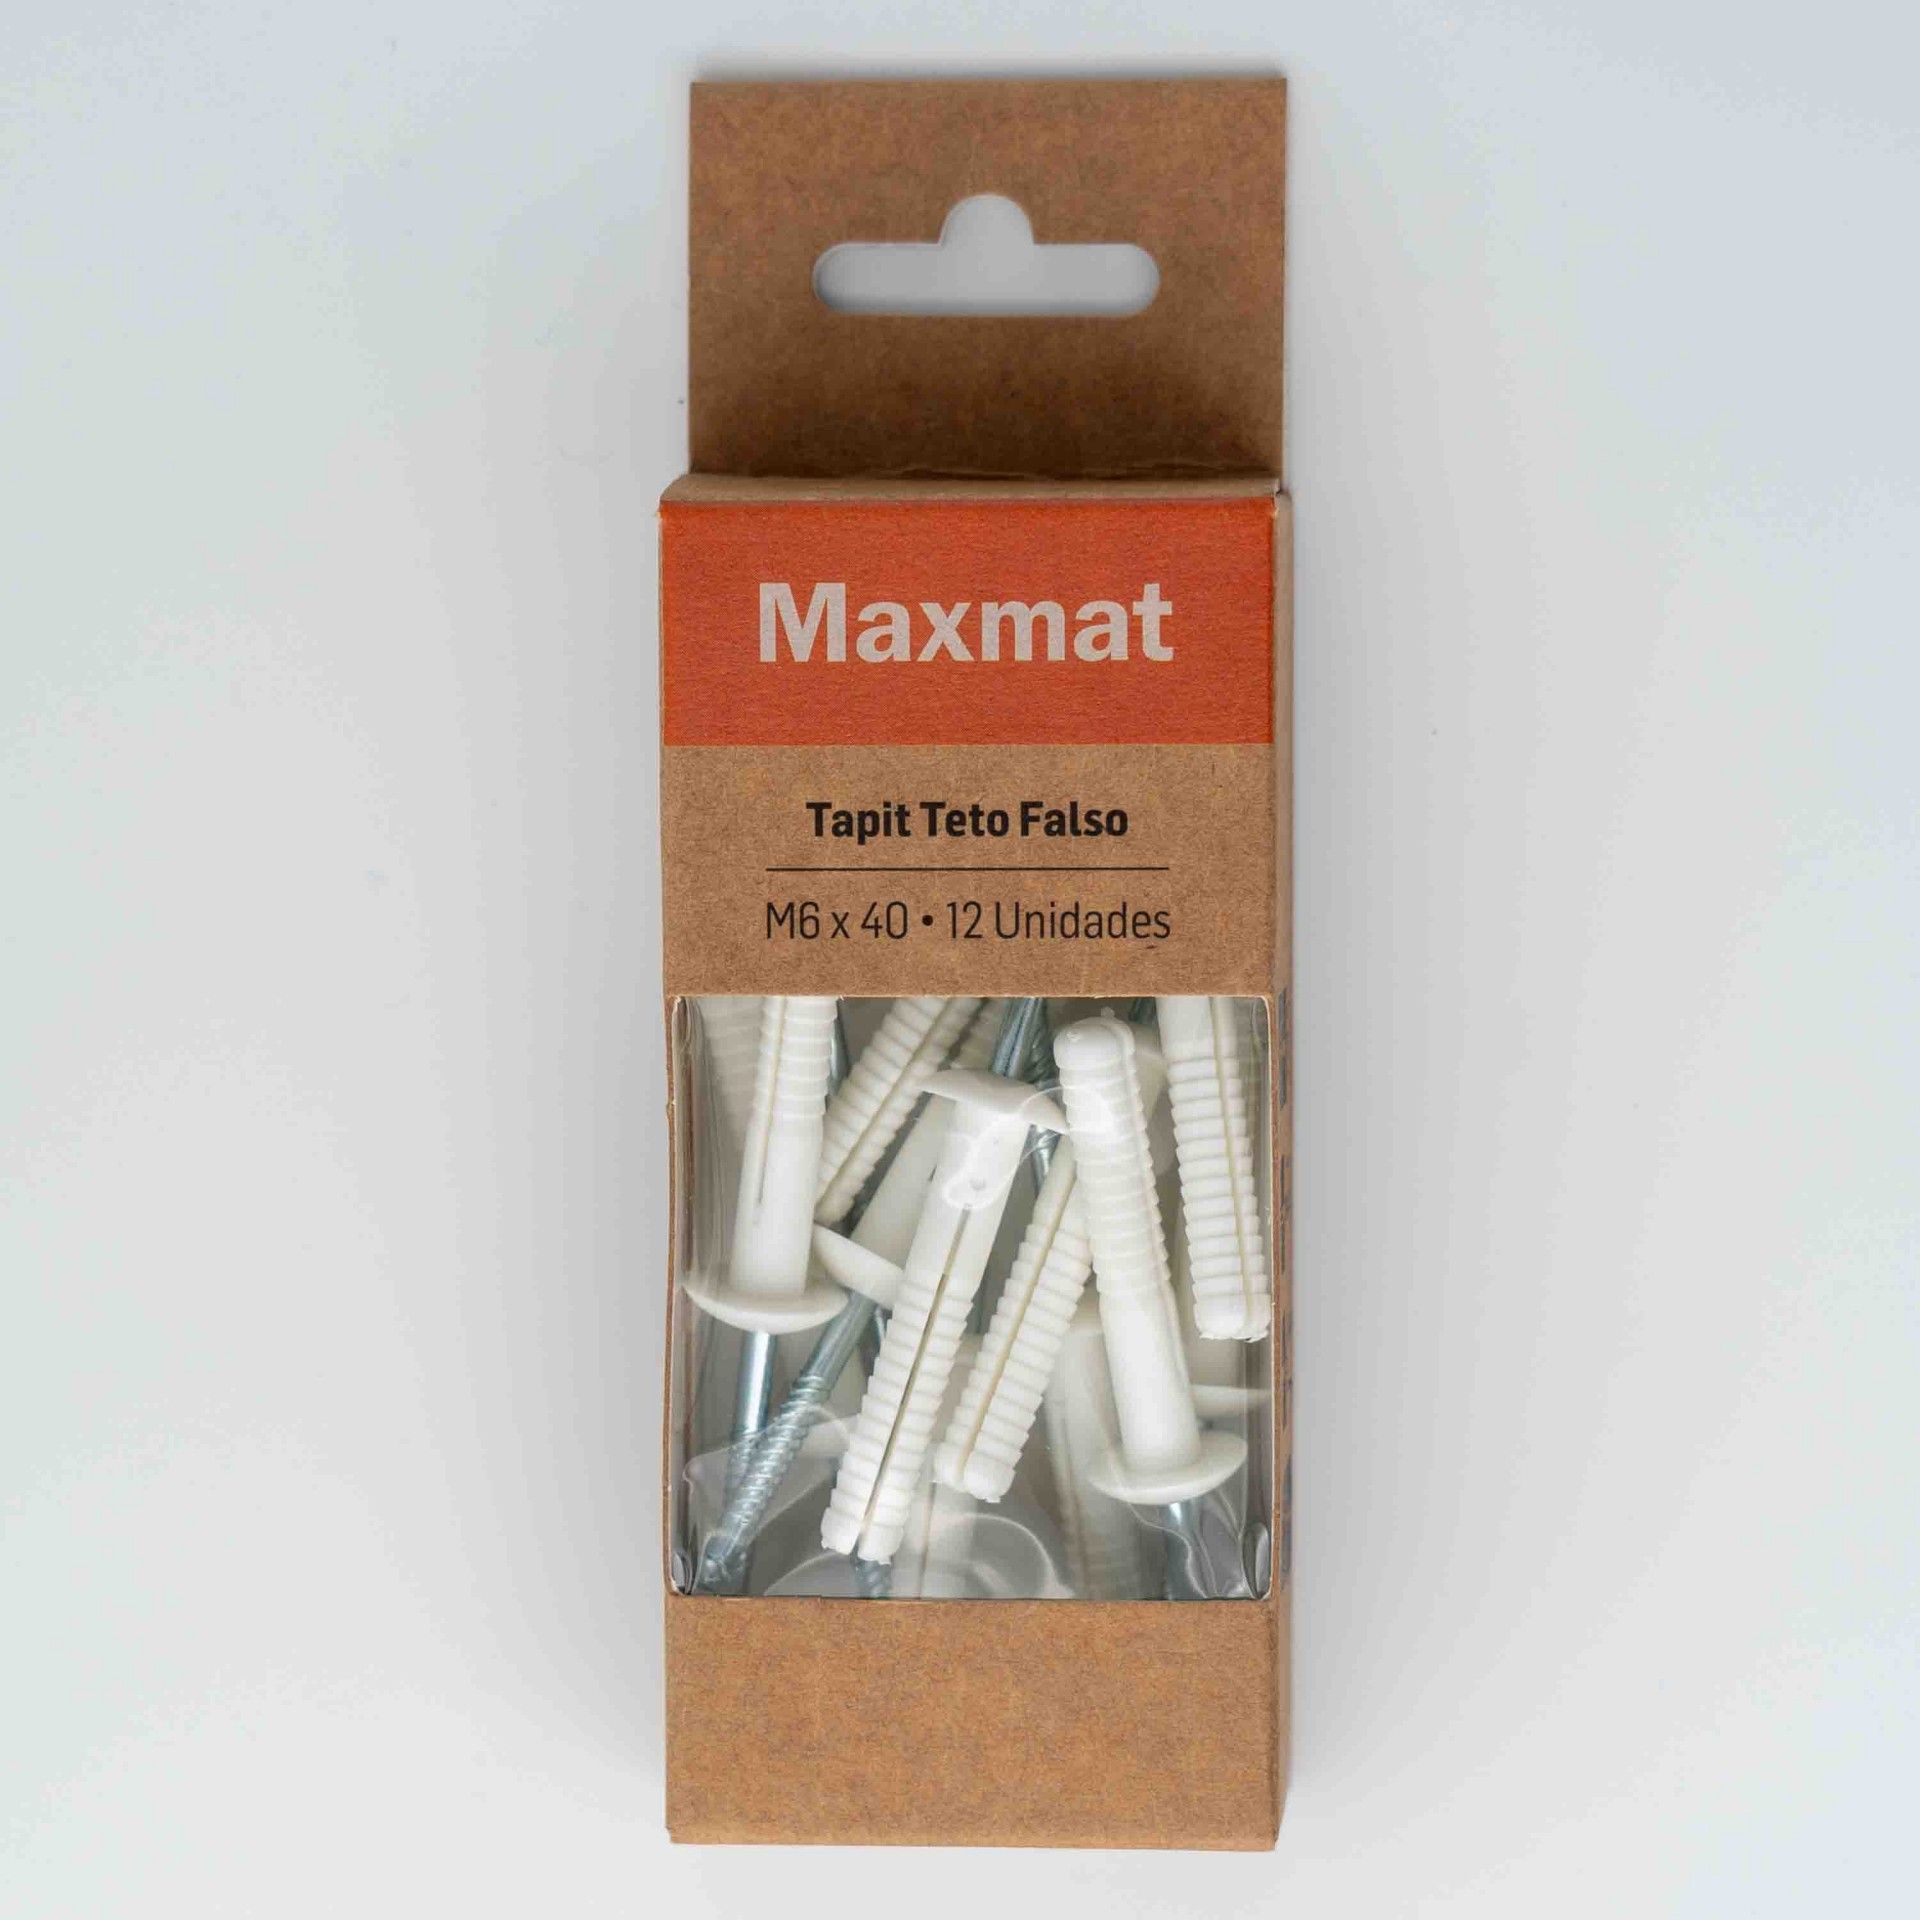 Maxmat
Tapit Teto Falso
M6 x 40 • 12 Unidades